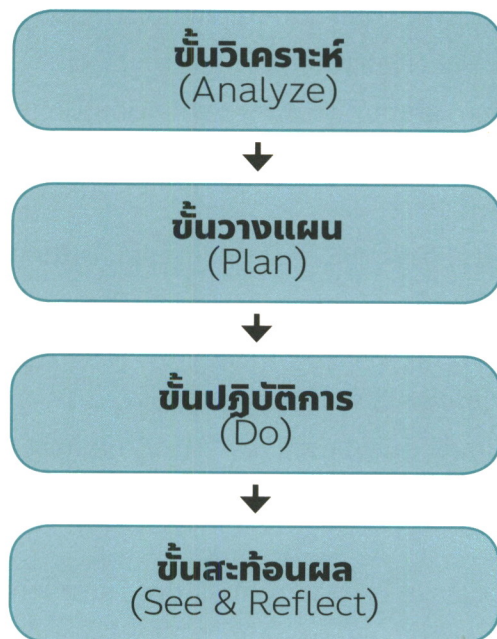 ขั้นวิเคราะห์
(Analyze)
ขั้นวางแผน
(Plan)
ขั้นปฏิบัติการ
(Do)
ขั้นสะท้อนผล
(See & Reflect)